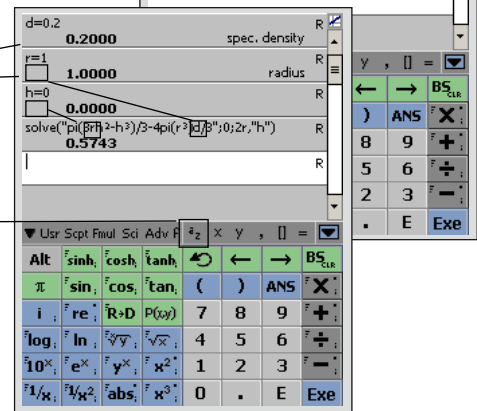 d=0.2 R
0.2000 spec. density
r=1 R
1.0000 radius
h=0 R
0.0000
solve("pi(3rh²-h³)/3-4pi(r³)d/3";0;2r,"h") R
0.5743
R
▼ Usr Scpt Fmul Sci Adv F a z X y , [] =
Alt sinh cosh tanh ← → BS CLR
π sin cos tan ( ) ANS X
i re R→D P(x,y) 7 8 9 +
log ln ˣ√y √x 4 5 6 ÷
10ˣ eˣ yˣ x² 1 2 3 −
1/x 1/x² abs x³ 0 . E Exe
y , [] =
← → BS CLR
) ANS X
8 9 +
5 6 ÷
2 3 −
. E Exe